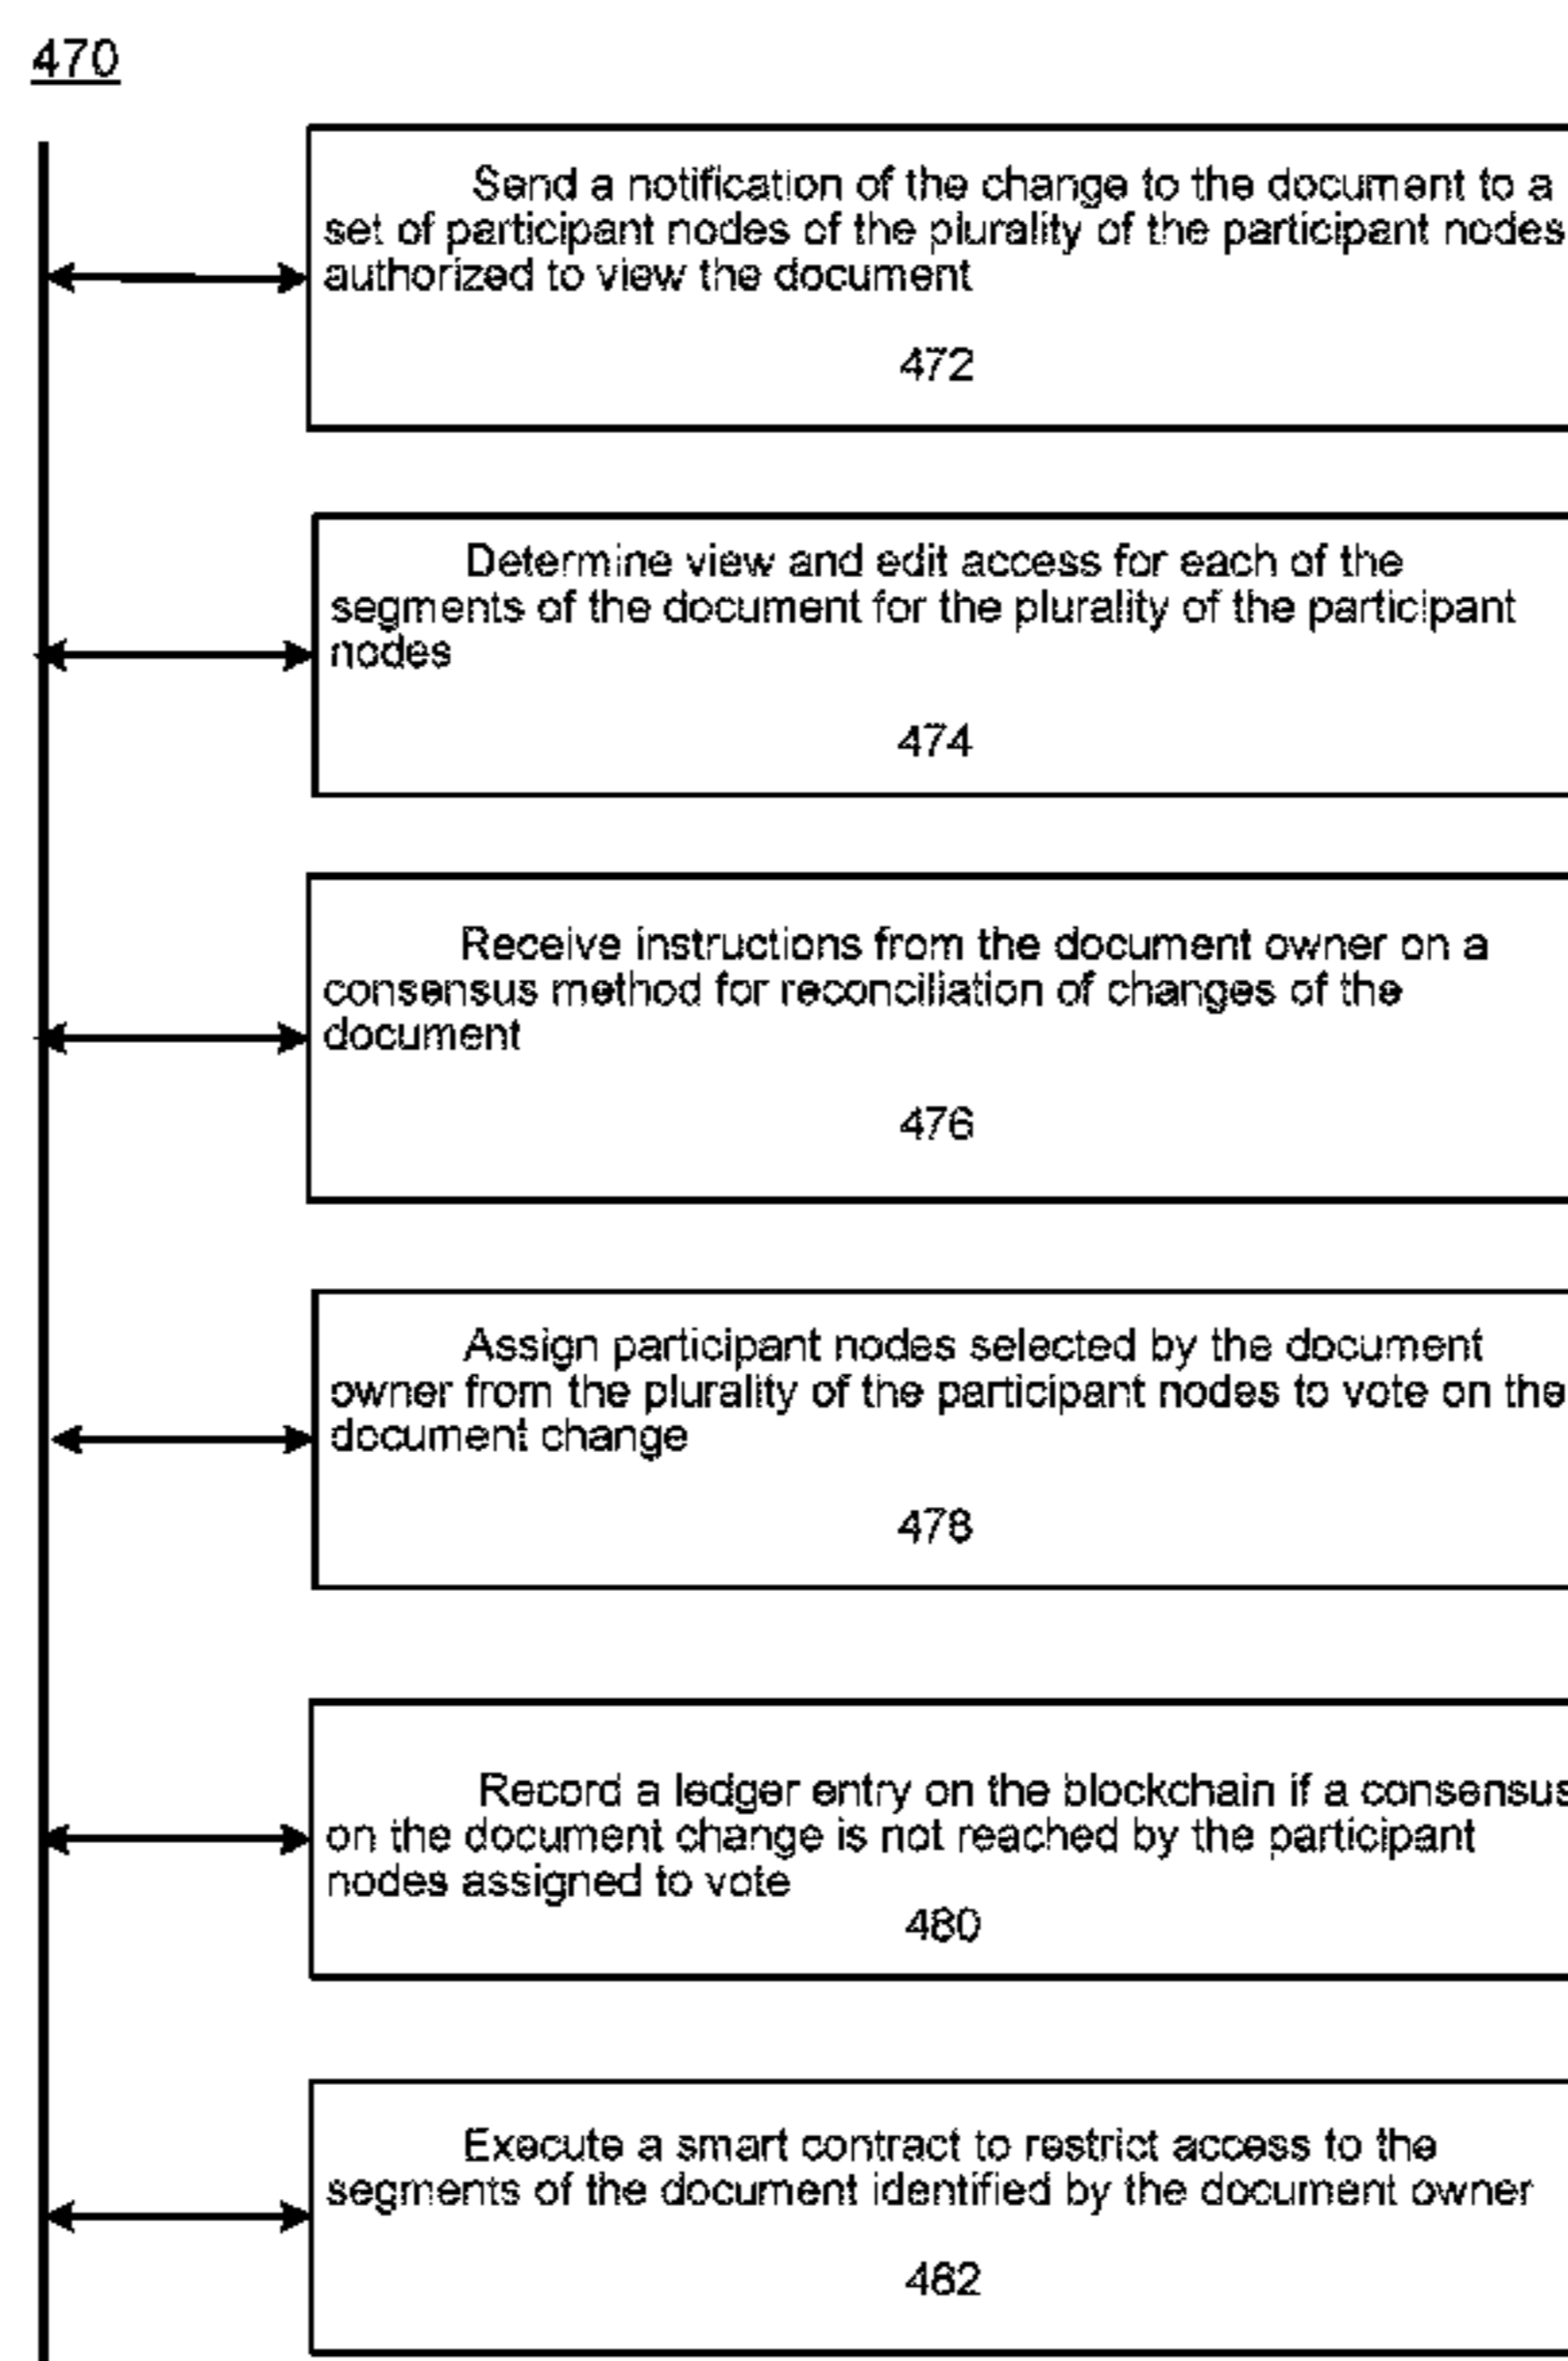 470
Send a notification of the change to the document to a
set of participant nodes of the plurality of the participant nodes
authorized to view the document
472
Determine view and edit access for each of the
segments of the document for the plurality of the participant
nodes
474
Receive instructions from the document owner on a
consensus method for reconciliation of changes of the
document
476
Assign participant nodes selected by the document
owner from the plurality of the participant nodes to vote on the
document change
478
Record a ledger entry on the blockchain if a consensus
on the document change is not reached by the participant
nodes assigned to vote
480
Execute a smart contract to restrict access to the
segments of the document identified by the document owner
482